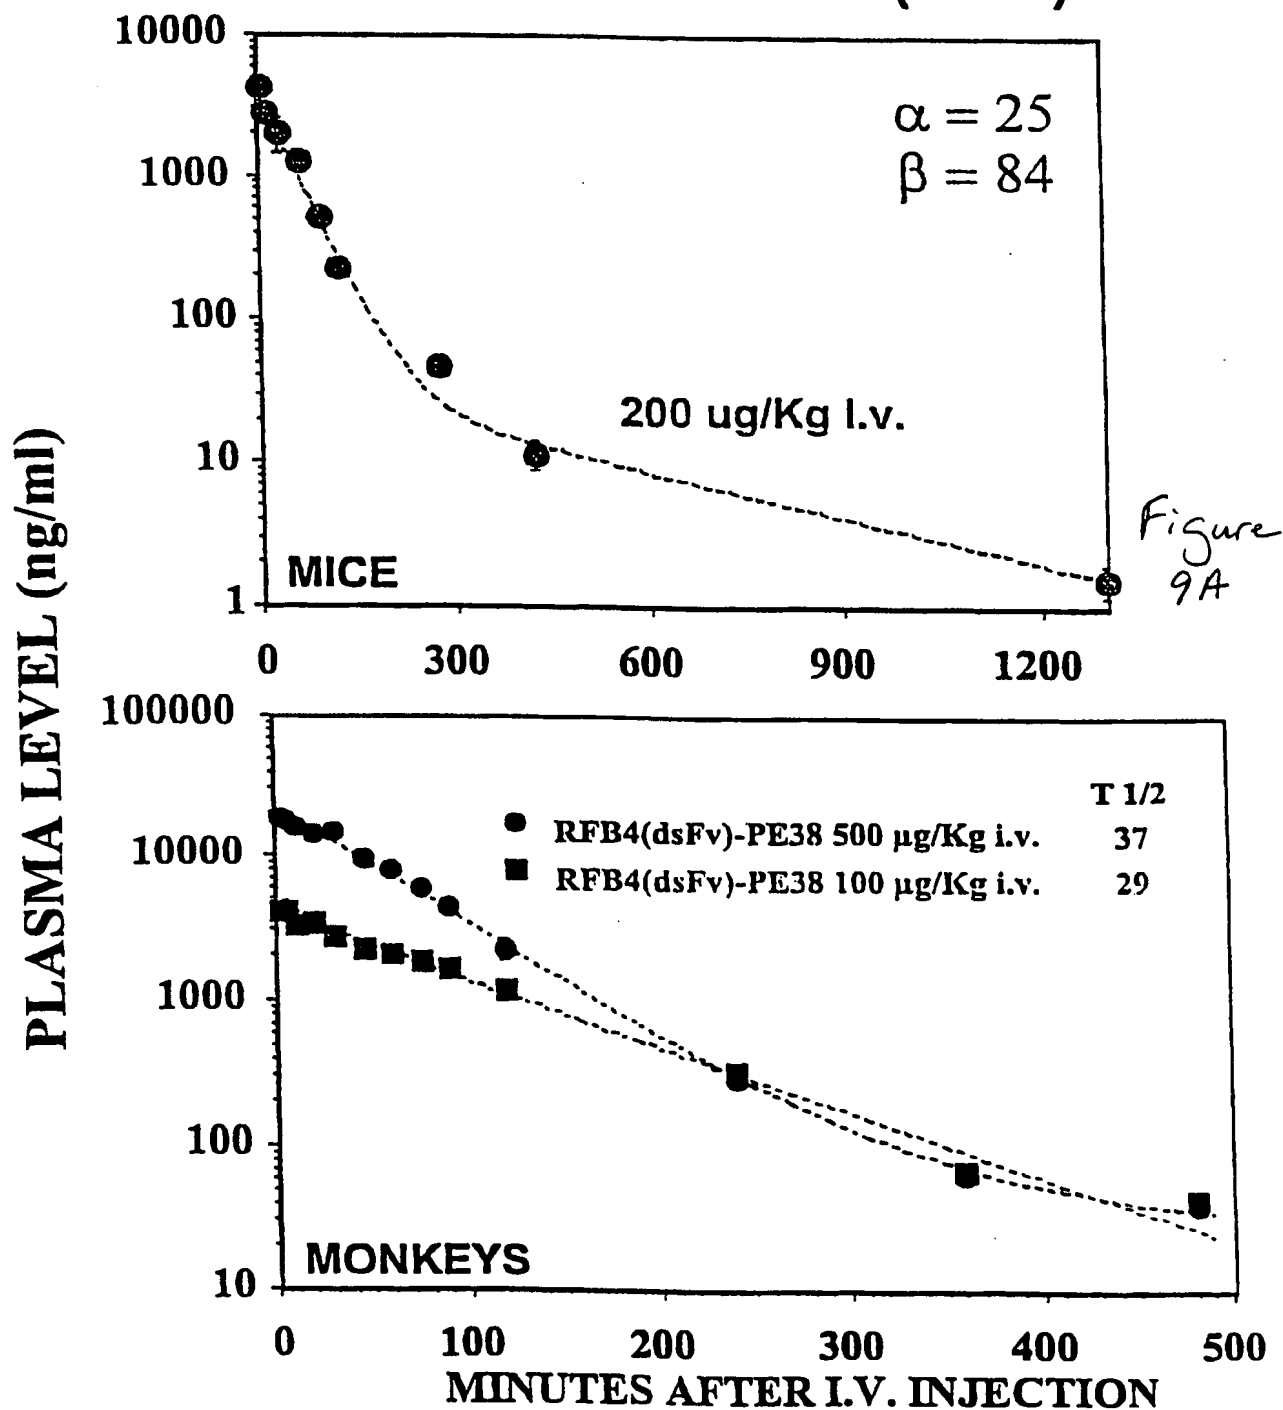 10000
1000
100
10
1
α = 25
β = 84
200 ug/Kg I.v.
MICE
Figure
9A
0 300 600 900 1200
PLASMA LEVEL (ng/ml)
100000
10000
1000
100
10
T 1/2
RFB4(dsFv)-PE38 500 µg/Kg i.v. 37
RFB4(dsFv)-PE38 100 µg/Kg i.v. 29
MONKEYS
0 100 200 300 400 500
MINUTES AFTER I.V. INJECTION